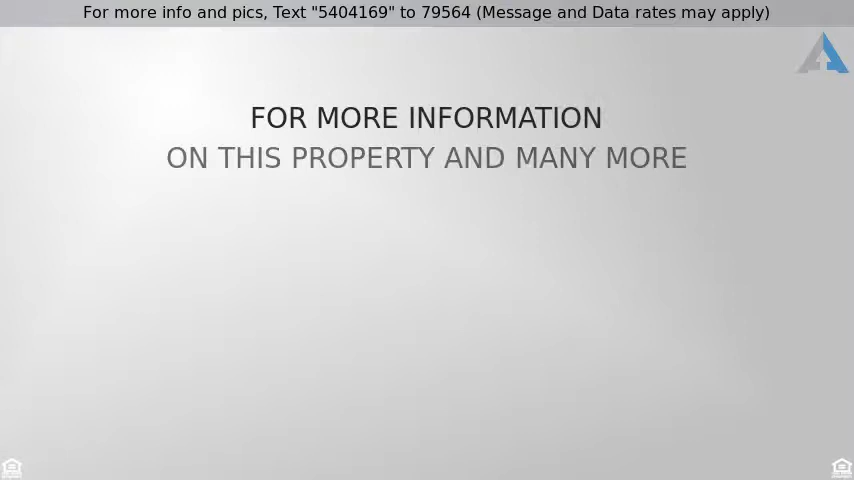 For more info and pics, Text "5404169" to 79564 (Message and Data rates may apply)
FOR MORE INFORMATION
ON THIS PROPERTY AND MANY MORE